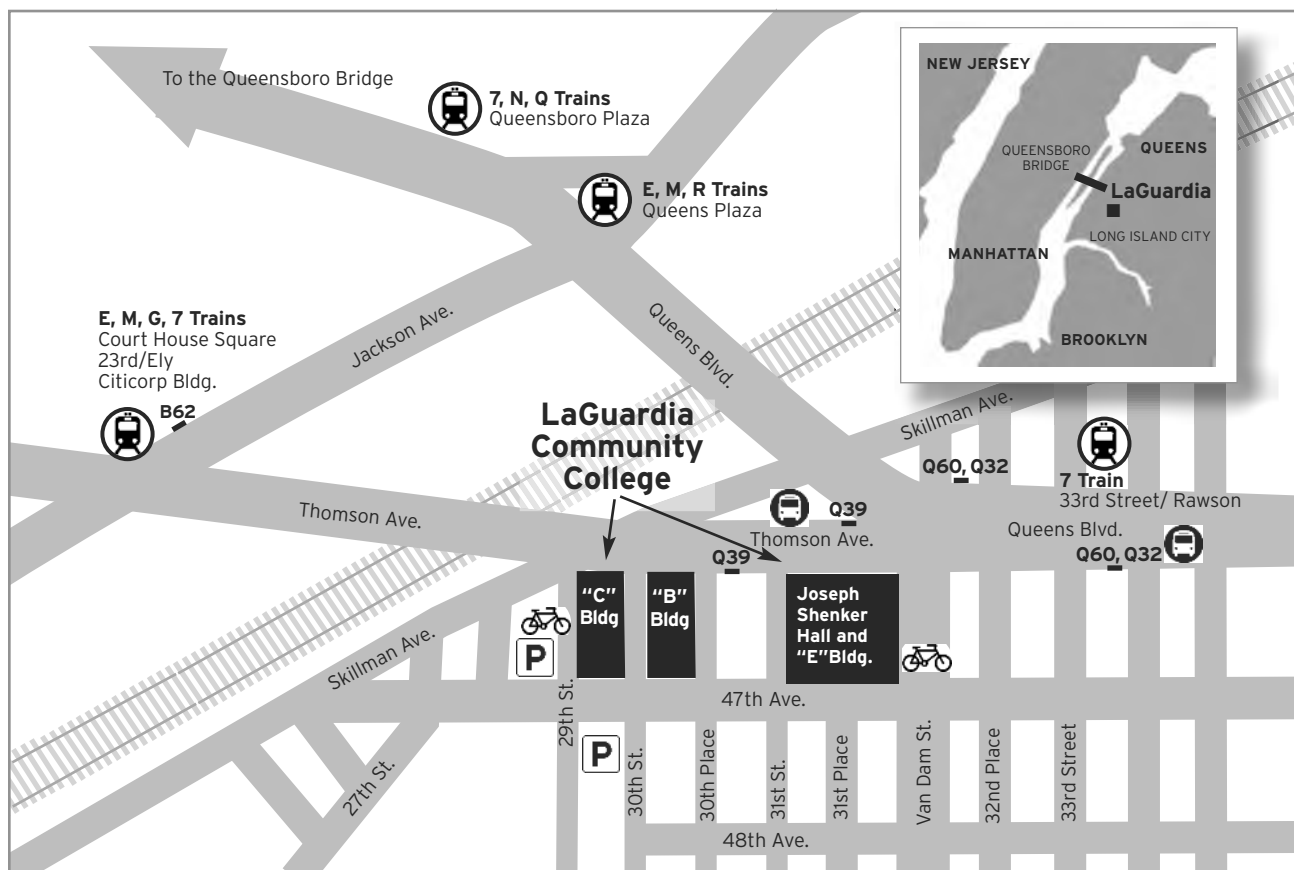 To the Queensboro Bridge
7, N, Q Trains
Queensboro Plaza
E, M, R Trains
Queens Plaza
NEW JERSEY
QUEENSBORO
BRIDGE
QUEENS
LaGuardia
LONG ISLAND CITY
MANHATTAN
BROOKLYN
E, M, G, 7 Trains
Court House Square
23rd/Ely
Citicorp Bldg.
B62
Jackson Ave.
Queens Blvd.
LaGuardia
Community
College
Skillman Ave.
Q60, Q32
7 Train
33rd Street/ Rawson
Thomson Ave.
Q39
Thomson Ave.
Queens Blvd.
Q60, Q32
Q39
"C"
Bldg
"B"
Bldg
Joseph
Shenker
Hall and
"E"Bldg.
P
Skillman Ave.
47th Ave.
P
27th St.
29th St.
30th St.
30th Place
31st St.
31st Place
Van Dam St.
32nd Place
33rd Street
48th Ave.